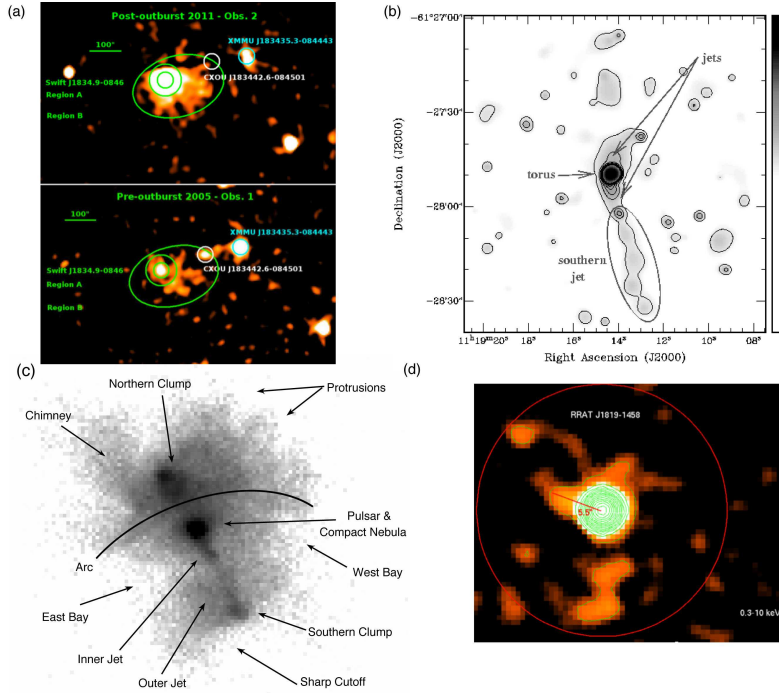 (a)
Post-outburst 2011 - Obs. 2
100"
XMMU J183435.3-084443
CXOU J183442.6-084501
Swift J1834.9-0846
Region A
Region B
Pre-outburst 2005 - Obs. 1
100"
XMMU J183435.3-084443
CXOU J183442.6-084501
Swift J1834.9-0846
Region A
Region B
(b)
-61°27'00"
-27'30"
-28'00"
-28'30"
Declination (J2000)
jets
torus
southern
jet
11h19m20s 18s 16s 14s 12s 10s 08s
Right Ascension (J2000)
(c)
Northern Clump
Protrusions
Chimney
Pulsar &
Compact Nebula
Arc
West Bay
East Bay
Southern Clump
Inner Jet
Outer Jet
Sharp Cutoff
(d)
RRAT J1819-1458
5.5"
0.3-10 keV